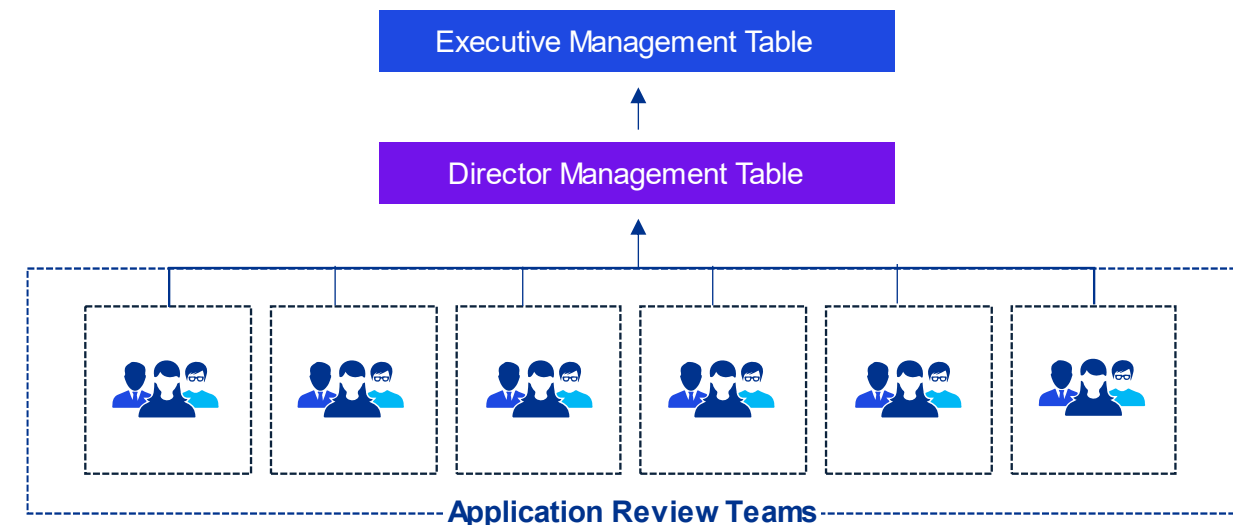 Executive Management Table
Director Management Table
Application Review Teams